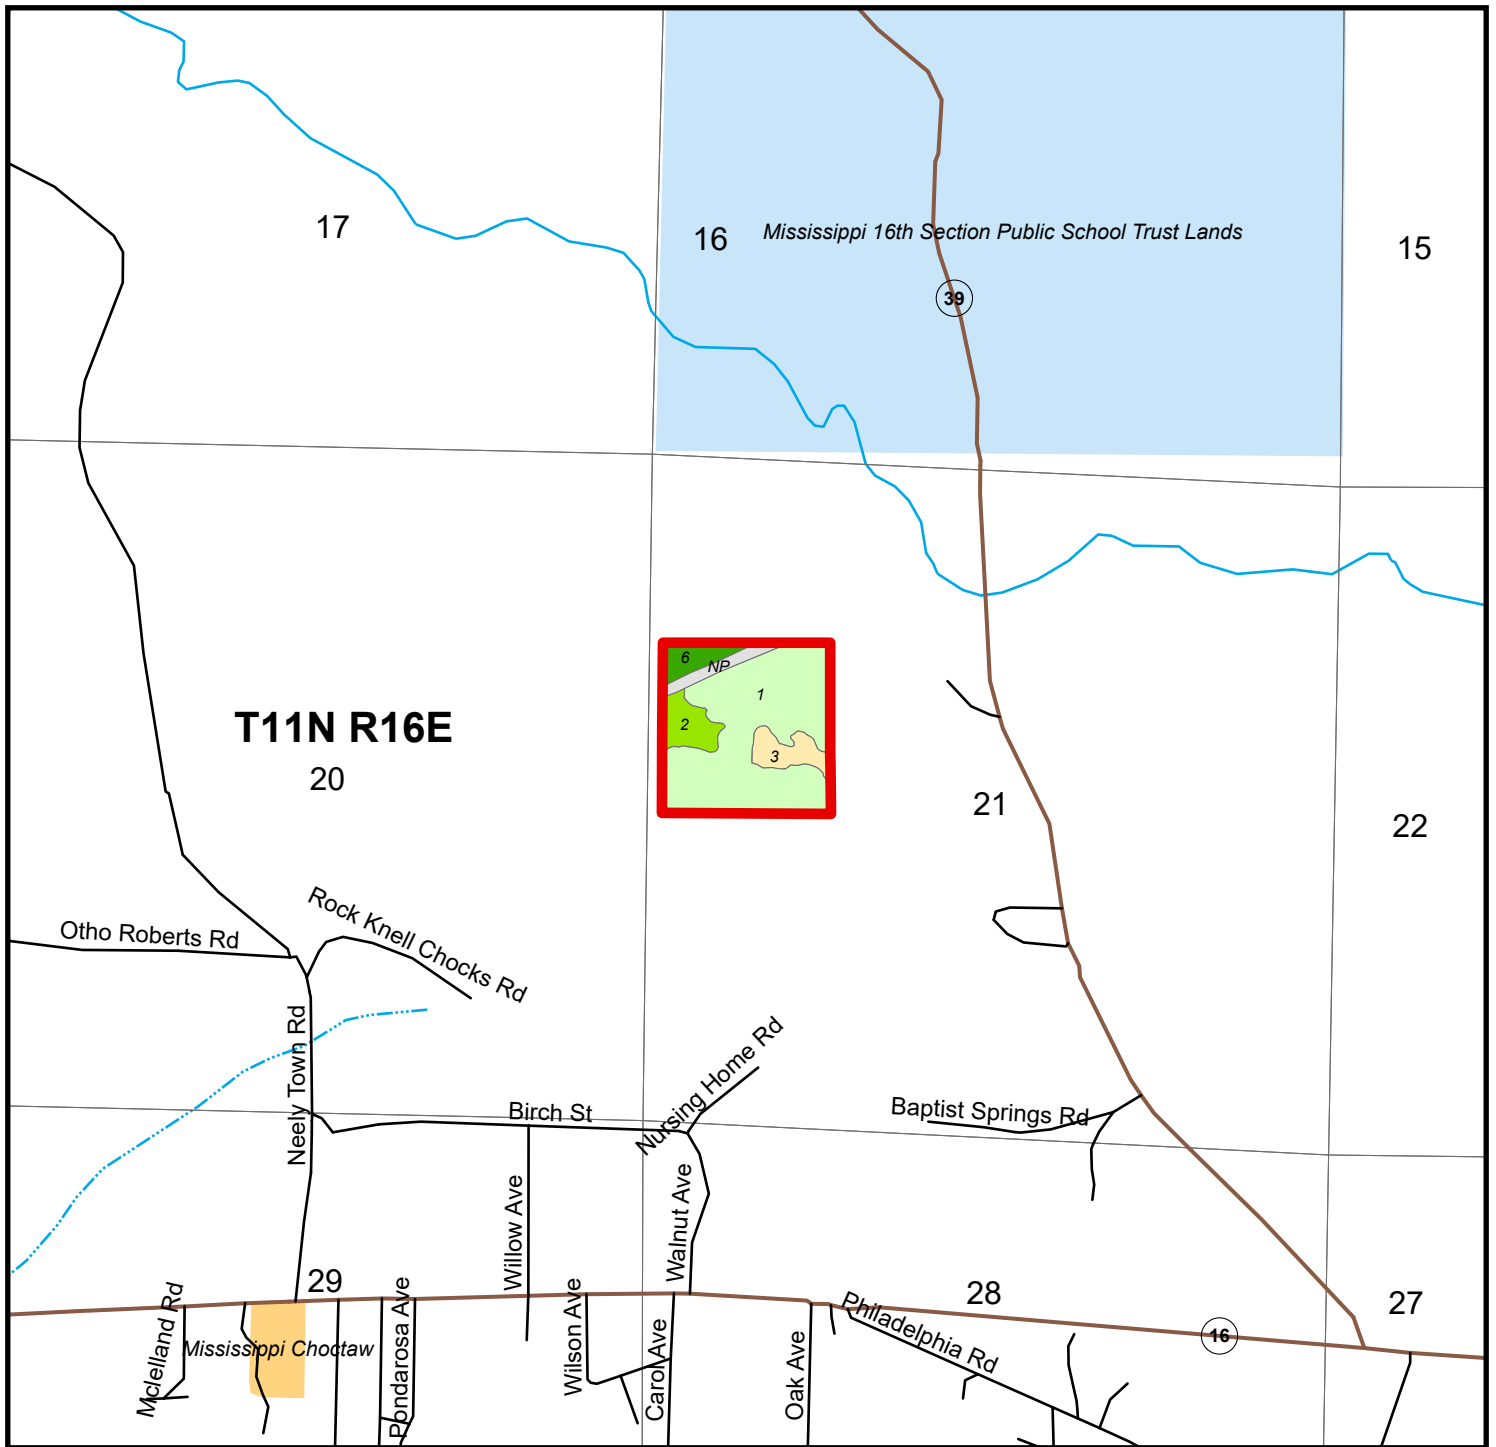 17
16
Mississippi 16th Section Public School Trust Lands
15
39
6
NP
1
2
3
T11N R16E
20
21
22
Otho Roberts Rd
Rock Knell Chocks Rd
Neely Town Rd
Birch St
Nursing Home Rd
Baptist Springs Rd
Willow Ave
Walnut Ave
29
28
27
Mclelland Rd
Mississippi Choctaw
Pondarosa Ave
Wilson Ave
Carol Ave
Oak Ave
Philadelphia Rd
16